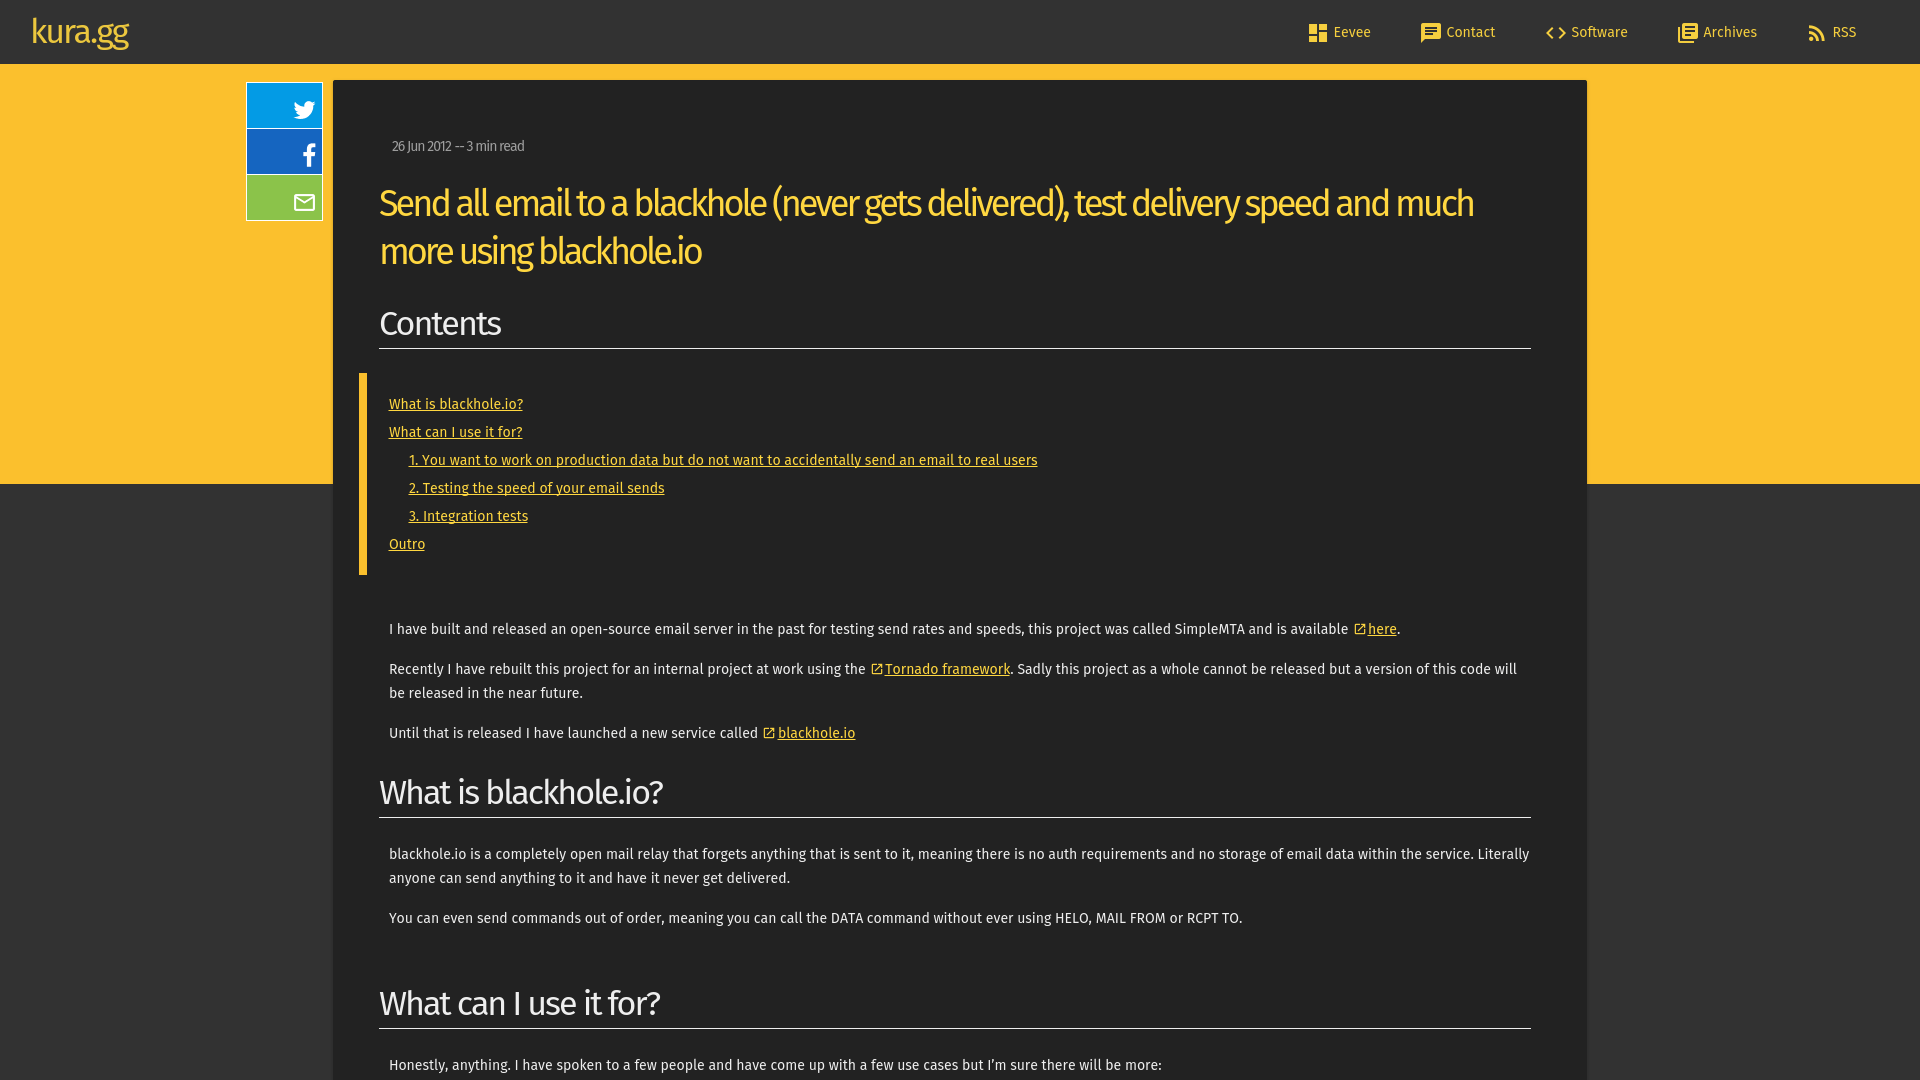 kura.gg
Eevee
Contact
Software
Archives
RSS
26 Jun 2012 -- 3 min read
Send all email to a blackhole (never gets delivered), test delivery speed and much
more using blackhole.io
Contents
What is blackhole.io?
What can I use it for?
1. You want to work on production data but do not want to accidentally send an email to real users
2. Testing the speed of your email sends
3. Integration tests
Outro
I have built and released an open-source email server in the past for testing send rates and speeds, this project was called SimpleMTA and is available here.
Recently I have rebuilt this project for an internal project at work using the Tornado framework. Sadly this project as a whole cannot be released but a version of this code will
be released in the near future.
Until that is released I have launched a new service called blackhole.io
What is blackhole.io?
blackhole.io is a completely open mail relay that forgets anything that is sent to it, meaning there is no auth requirements and no storage of email data within the service. Literally
anyone can send anything to it and have it never get delivered.
You can even send commands out of order, meaning you can call the DATA command without ever using HELO, MAIL FROM or RCPT TO.
What can I use it for?
Honestly, anything. I have spoken to a few people and have come up with a few use cases but I’m sure there will be more: